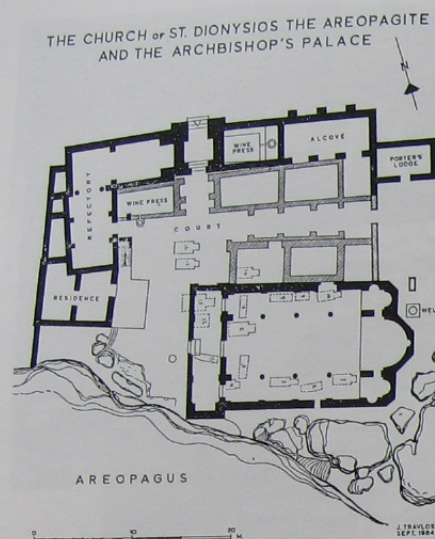 THE CHURCH OF ST. DIONYSIOS THE AREOPAGITE
AND THE ARCHBISHOP'S PALACE
N
WINE
PRESS
ALCOVE
PORTER'S
LODGE
REFECTORY
WINE PRESS
COURT
RESIDENCE
WEL
AREOPAGUS
J. TRAVLOS
SEPT. 1964
0 10 20
M.